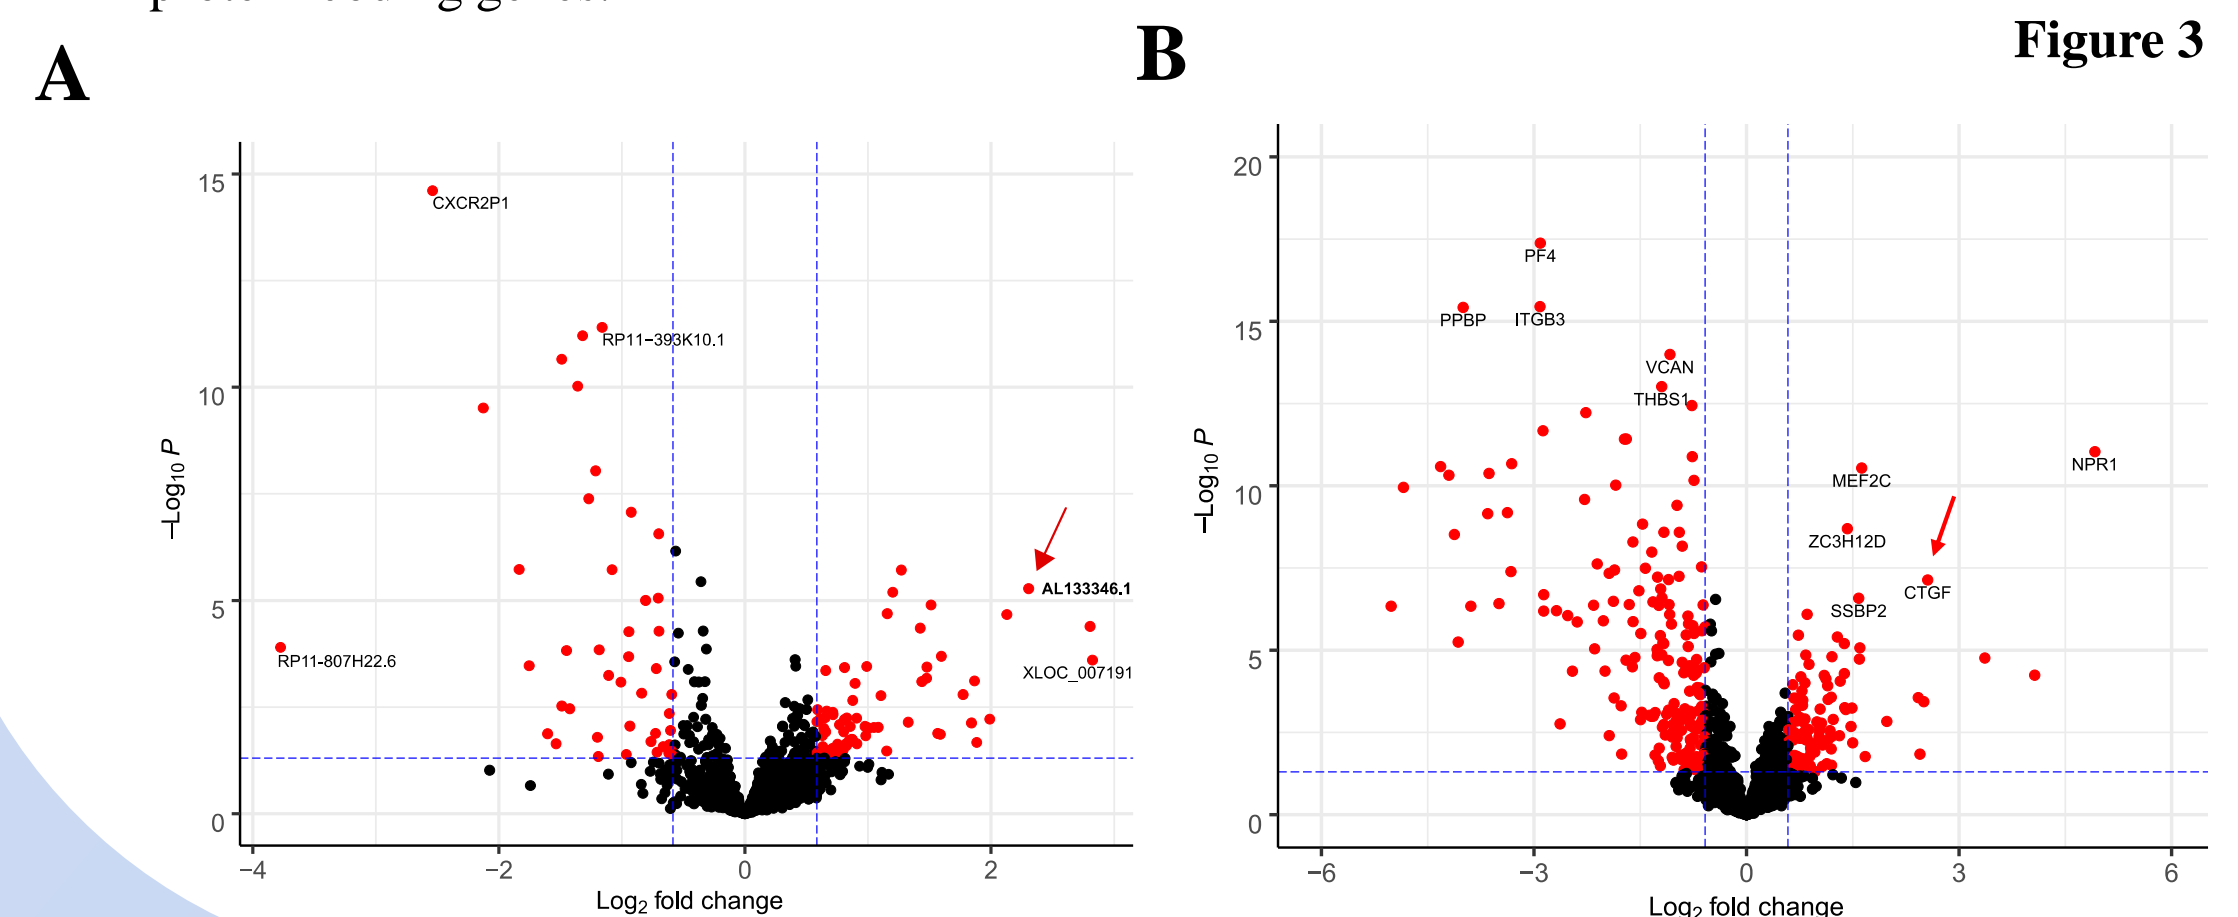 Figure 3
A
15
10
5
0
−4
−2
0
2
−Log10 P
Log2 fold change
CXCR2P1
RP11−393K10.1
AL133346.1
RP11-807H22.6
XLOC_007191
B
20
15
10
5
0
−6
−3
0
3
6
−Log10 P
Log2 fold change
PF4
PPBP
ITGB3
VCAN
THBS1
NPR1
MEF2C
ZC3H12D
CTGF
SSBP2